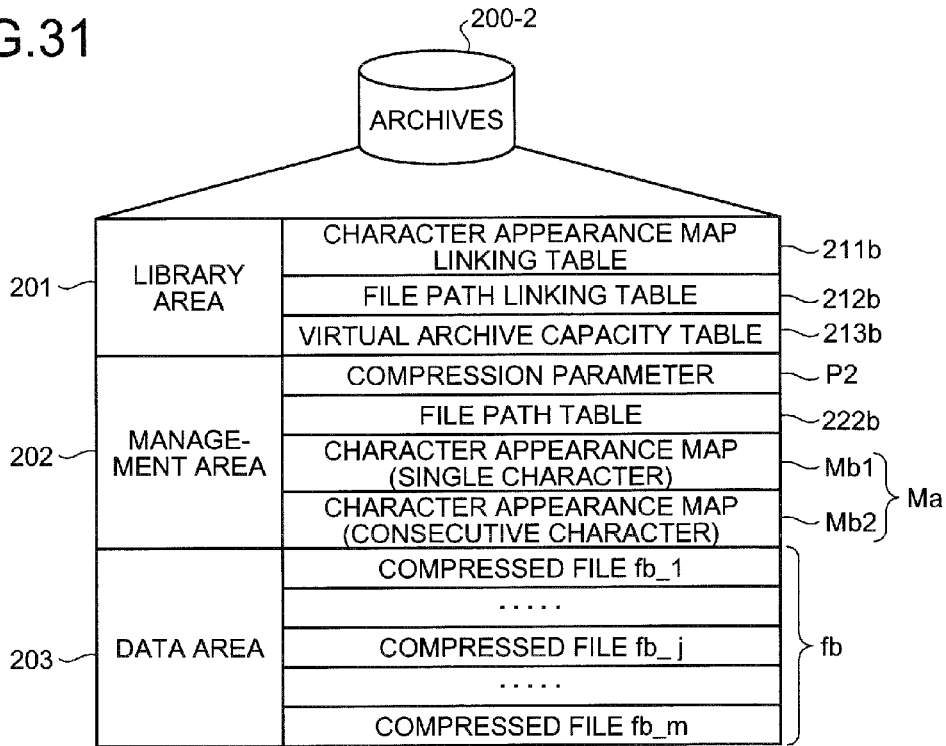 G.31
200-2
ARCHIVES
201
LIBRARY
AREA
CHARACTER APPEARANCE MAP
LINKING TABLE
211b
FILE PATH LINKING TABLE
212b
VIRTUAL ARCHIVE CAPACITY TABLE
213b
202
MANAGE-
MENT AREA
COMPRESSION PARAMETER
P2
FILE PATH TABLE
222b
CHARACTER APPEARANCE MAP
(SINGLE CHARACTER)
Mb1
CHARACTER APPEARANCE MAP
(CONSECUTIVE CHARACTER)
Mb2
Ma
203
DATA AREA
COMPRESSED FILE fb_1
.....
COMPRESSED FILE fb_j
.....
COMPRESSED FILE fb_m
fb